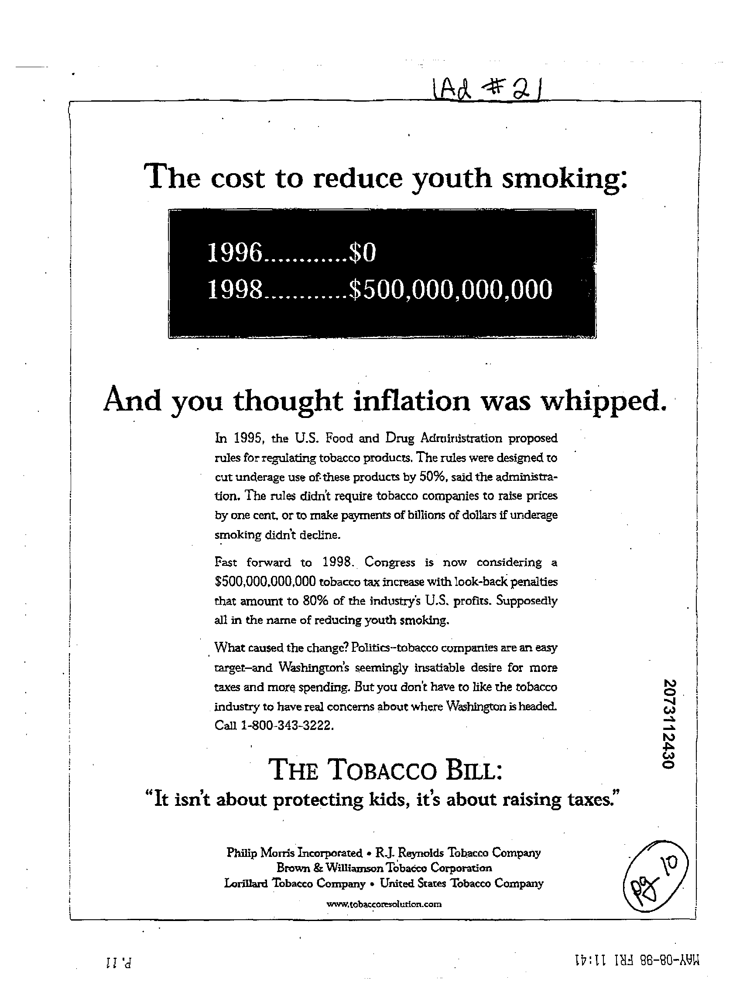 |Ad #2|
The cost to reduce youth smoking:
1996............$0
1998............$500,000,000,000
And you thought inflation was whipped.
In 1995, the U.S. Food and Drug Administration proposed
rules for regulating tobacco products. The rules were designed to
cut underage use of these products by 50%, said the administra-
tion. The rules didn't require tobacco companies to raise prices
by one cent, or to make payments of billions of dollars if underage
smoking didn't decline.
Fast forward to 1998. Congress is now considering a
$500,000,000,000 tobacco tax increase with look-back penalties
that amount to 80% of the industry's U.S. profits. Supposedly
all in the name of reducing youth smoking.
What caused the change? Politics–tobacco companies are an easy
target–and Washington's seemingly insatiable desire for more
taxes and more spending. But you don't have to like the tobacco
industry to have real concerns about where Washington is headed.
Call 1-800-343-3222.
2073112430
THE TOBACCO BILL:
"It isn't about protecting kids, it's about raising taxes."
Philip Morris Incorporated • R.J. Reynolds Tobacco Company
Brown & Williamson Tobacco Corporation
Lorillard Tobacco Company • United States Tobacco Company
www.tobaccoresolution.com
pg 10
MAY-08-98 FRI 11:41
P. 11